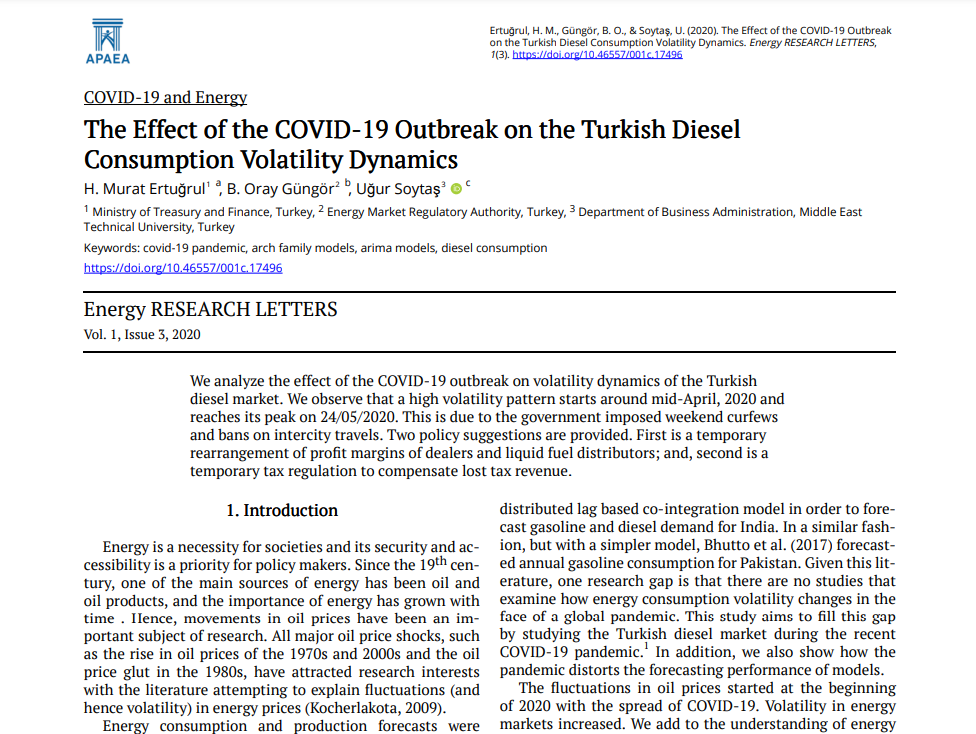 APAEA
Ertuğrul, H. M., Güngör, B. O., & Soytaş, U. (2020). The Effect of the COVID-19 Outbreak
on the Turkish Diesel Consumption Volatility Dynamics. Energy RESEARCH LETTERS,
1(3). https://doi.org/10.46557/001c.17496
COVID-19 and Energy
The Effect of the COVID-19 Outbreak on the Turkish Diesel
Consumption Volatility Dynamics
H. Murat Ertuğrul¹ ᵃ, B. Oray Güngör² ᵇ, Uğur Soytaş³ iD ᶜ
¹ Ministry of Treasury and Finance, Turkey, ² Energy Market Regulatory Authority, Turkey, ³ Department of Business Administration, Middle East
Technical University, Turkey
Keywords: covid-19 pandemic, arch family models, arima models, diesel consumption
https://doi.org/10.46557/001c.17496
Energy RESEARCH LETTERS
Vol. 1, Issue 3, 2020
We analyze the effect of the COVID-19 outbreak on volatility dynamics of the Turkish
diesel market. We observe that a high volatility pattern starts around mid-April, 2020 and
reaches its peak on 24/05/2020. This is due to the government imposed weekend curfews
and bans on intercity travels. Two policy suggestions are provided. First is a temporary
rearrangement of profit margins of dealers and liquid fuel distributors; and, second is a
temporary tax regulation to compensate lost tax revenue.
1. Introduction
Energy is a necessity for societies and its security and ac-
cessibility is a priority for policy makers. Since the 19th cen-
tury, one of the main sources of energy has been oil and
oil products, and the importance of energy has grown with
time . Hence, movements in oil prices have been an im-
portant subject of research. All major oil price shocks, such
as the rise in oil prices of the 1970s and 2000s and the oil
price glut in the 1980s, have attracted research interests
with the literature attempting to explain fluctuations (and
hence volatility) in energy prices (Kocherlakota, 2009).
Energy consumption and production forecasts were
distributed lag based co-integration model in order to fore-
cast gasoline and diesel demand for India. In a similar fash-
ion, but with a simpler model, Bhutto et al. (2017) forecast-
ed annual gasoline consumption for Pakistan. Given this lit-
erature, one research gap is that there are no studies that
examine how energy consumption volatility changes in the
face of a global pandemic. This study aims to fill this gap
by studying the Turkish diesel market during the recent
COVID-19 pandemic.¹ In addition, we also show how the
pandemic distorts the forecasting performance of models.
The fluctuations in oil prices started at the beginning
of 2020 with the spread of COVID-19. Volatility in energy
markets increased. We add to the understanding of energy